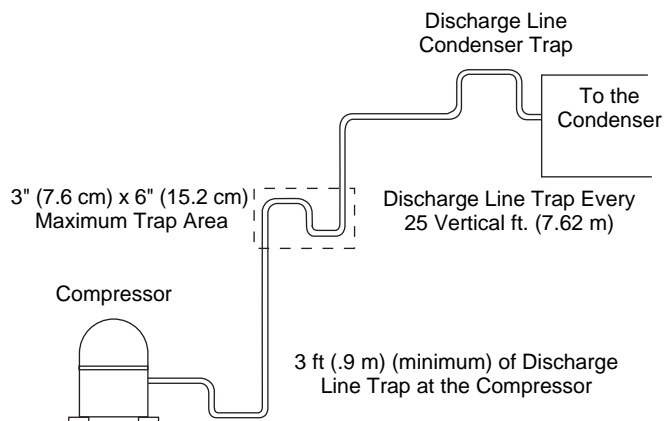 Discharge Line
Condenser Trap
To the
Condenser
3" (7.6 cm) x 6" (15.2 cm)
Maximum Trap Area
Discharge Line Trap Every
25 Vertical ft. (7.62 m)
Compressor
3 ft (.9 m) (minimum) of Discharge
Line Trap at the Compressor